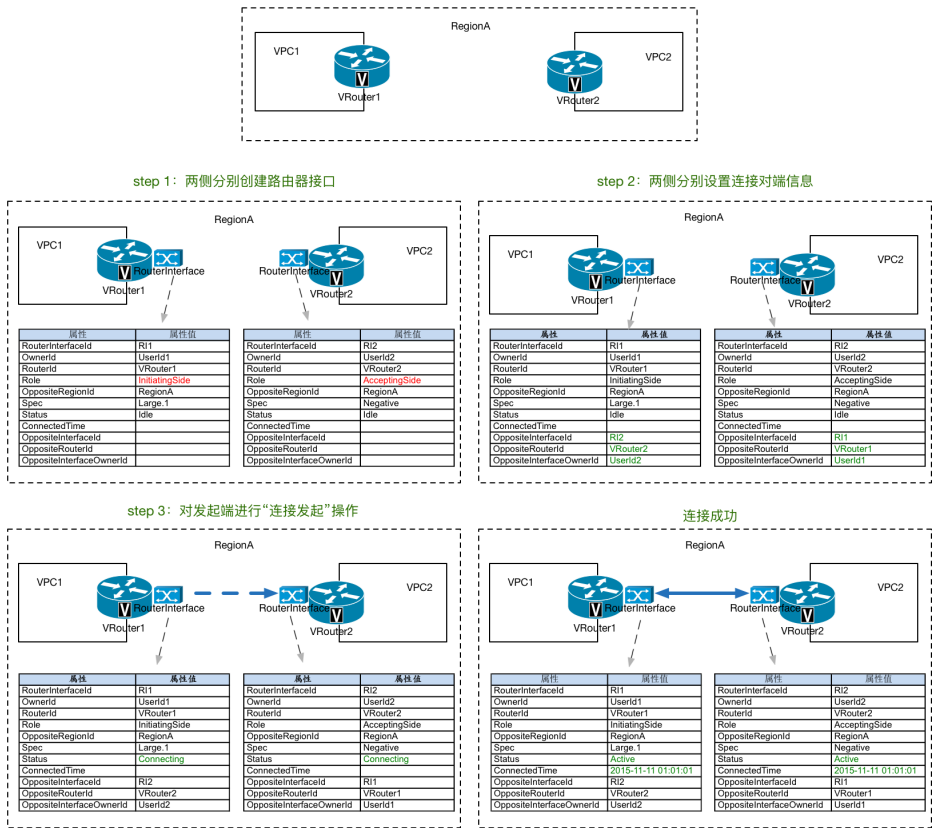 RegionA
VPC1
VPC2
VRouter1
VRouter2
step 1：两侧分别创建路由器接口
RegionA
VPC1
VPC2
RouterInterface
RouterInterface
VRouter1
VRouter2
属性 属性值
RouterInterfaceId RI1
OwnerId UserId1
RouterId VRouter1
Role InitiatingSide
OppositeRegionId RegionA
Spec Large.1
Status Idle
ConnectedTime
OppositeInterfaceId
OppositeRouterId
OppositeInterfaceOwnerId
属性 属性值
RouterInterfaceId RI2
OwnerId UserId2
RouterId VRouter2
Role AcceptingSide
OppositeRegionId RegionA
Spec Negative
Status Idle
ConnectedTime
OppositeInterfaceId
OppositeRouterId
OppositeInterfaceOwnerId
step 2：两侧分别设置连接对端信息
RegionA
VPC1
VPC2
RouterInterface
RouterInterface
VRouter1
VRouter2
属性 属性值
RouterInterfaceId RI1
OwnerId UserId1
RouterId VRouter1
Role InitiatingSide
OppositeRegionId RegionA
Spec Large.1
Status Idle
ConnectedTime
OppositeInterfaceId RI2
OppositeRouterId VRouter2
OppositeInterfaceOwnerId UserId2
属性 属性值
RouterInterfaceId RI2
OwnerId UserId2
RouterId VRouter2
Role AcceptingSide
OppositeRegionId RegionA
Spec Negative
Status Idle
ConnectedTime
OppositeInterfaceId RI1
OppositeRouterId VRouter1
OppositeInterfaceOwnerId UserId1
step 3：对发起端进行“连接发起”操作
RegionA
VPC1
VPC2
RouterInterface
RouterInterface
VRouter1
VRouter2
属性 属性值
RouterInterfaceId RI1
OwnerId UserId1
RouterId VRouter1
Role InitiatingSide
OppositeRegionId RegionA
Spec Large.1
Status Connecting
ConnectedTime
OppositeInterfaceId RI2
OppositeRouterId VRouter2
OppositeInterfaceOwnerId UserId2
属性 属性值
RouterInterfaceId RI2
OwnerId UserId2
RouterId VRouter2
Role AcceptingSide
OppositeRegionId RegionA
Spec Negative
Status Connecting
ConnectedTime
OppositeInterfaceId RI1
OppositeRouterId VRouter1
OppositeInterfaceOwnerId UserId1
连接成功
RegionA
VPC1
VPC2
RouterInterface
RouterInterface
VRouter1
VRouter2
属性 属性值
RouterInterfaceId RI1
OwnerId UserId1
RouterId VRouter1
Role InitiatingSide
OppositeRegionId RegionA
Spec Large.1
Status Active
ConnectedTime 2015-11-11 01:01:01
OppositeInterfaceId RI2
OppositeRouterId VRouter2
OppositeInterfaceOwnerId UserId2
属性 属性值
RouterInterfaceId RI2
OwnerId UserId2
RouterId VRouter2
Role AcceptingSide
OppositeRegionId RegionA
Spec Negative
Status Active
ConnectedTime 2015-11-11 01:01:01
OppositeInterfaceId RI1
OppositeRouterId VRouter1
OppositeInterfaceOwnerId UserId1